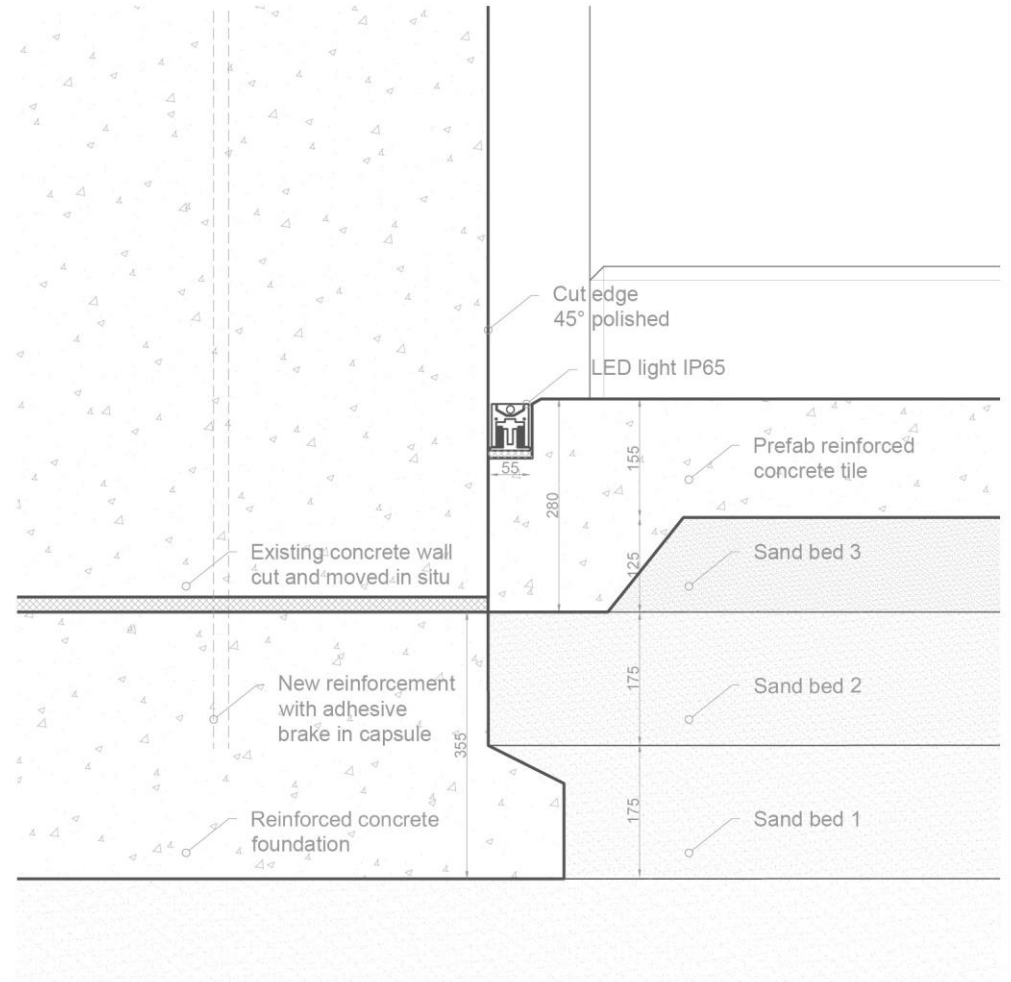 Cut edge
45° polished
LED light IP65
55
280
155
Prefab reinforced
concrete tile
Existing concrete wall
cut and moved in situ
125
Sand bed 3
New reinforcement
with adhesive
brake in capsule
355
175
Sand bed 2
Reinforced concrete
foundation
175
Sand bed 1